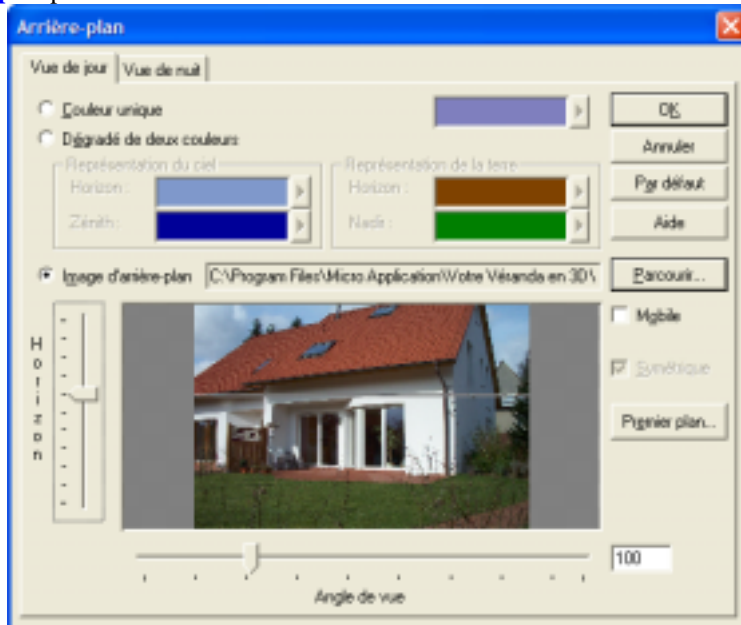 Arrière-plan
Vue de jour
Vue de nuit
Couleur unique
Dégradé de deux couleurs
OK
Annuler
Par défaut
Aide
Représentation du ciel
Horizon :
Zénith :
Représentation de la terre
Horizon :
Nadir :
Image d'arrière-plan
C:\Program Files\Micro Application\Votre Véranda en 3D\
Parcourir...
Horizon
Mobile
Symétrique
Premier plan...
100
Angle de vue